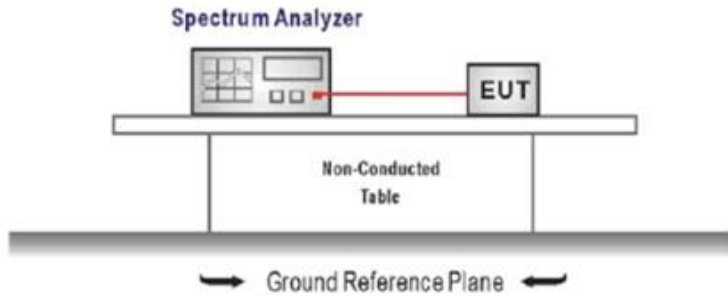 Spectrum Analyzer
EUT
Non-Conducted
Table
Ground Reference Plane